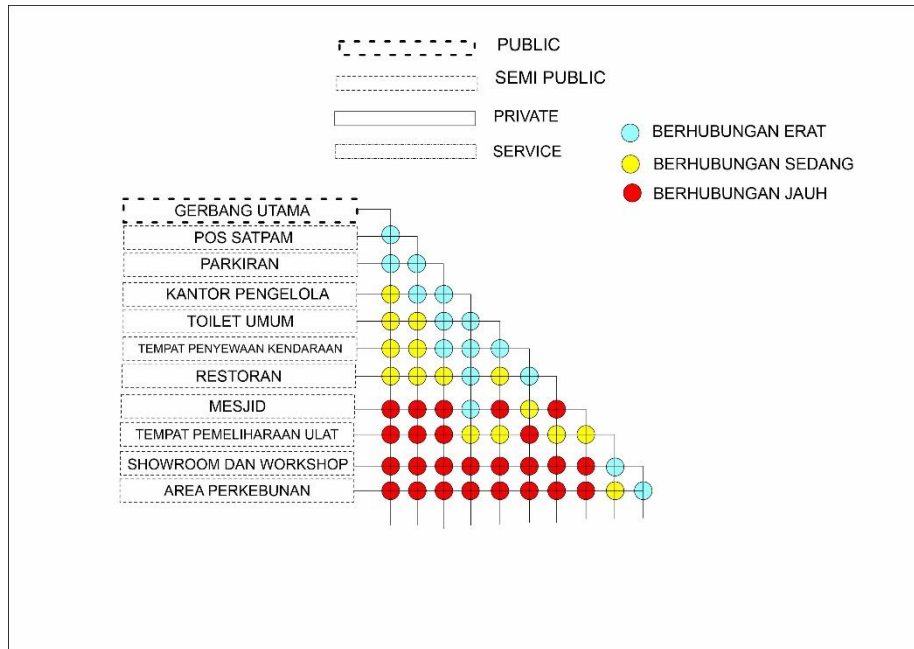 PUBLIC
SEMI PUBLIC
PRIVATE
SERVICE
BERHUBUNGAN ERAT
BERHUBUNGAN SEDANG
BERHUBUNGAN JAUH
GERBANG UTAMA
POS SATPAM
PARKIRAN
KANTOR PENGELOLA
TOILET UMUM
TEMPAT PENYEWAAN KENDARAAN
RESTORAN
MESJID
TEMPAT PEMELIHARAAN ULAT
SHOWROOM DAN WORKSHOP
AREA PERKEBUNAN